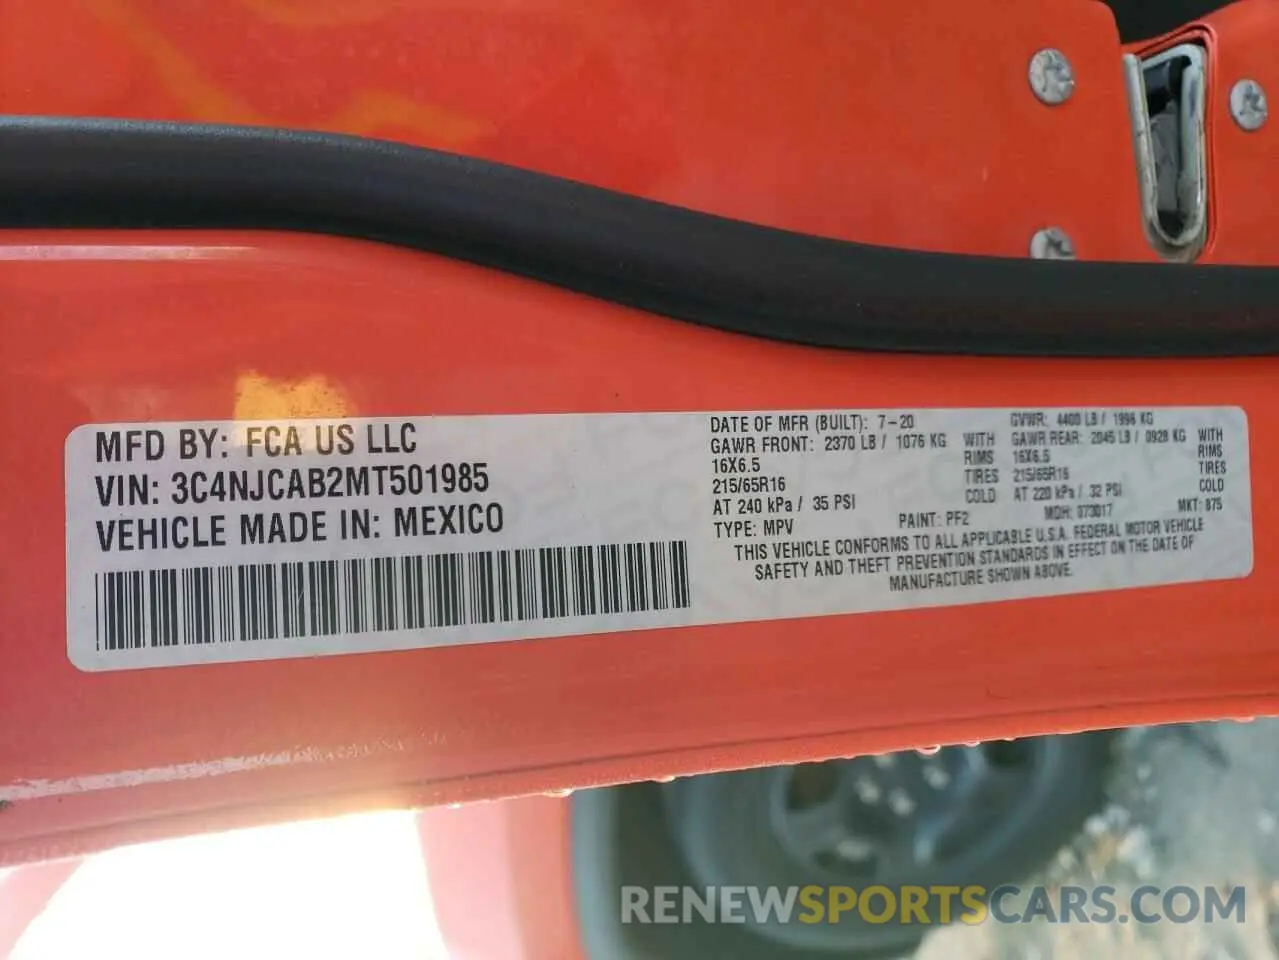 MFD BY: FCA US LLC
VIN: 3C4NJCAB2MT501985
VEHICLE MADE IN: MEXICO
DATE OF MFR (BUILT): 7-20
GAWR FRONT: 2370 LB / 1076 KG WITH
16X6.5 RIMS
215/65R16 TIRES
AT 240 kPa / 35 PSI COLD
GVWR: 4400 LB / 1996 KG
GAWR REAR: 2045 LB / 0928 KG WITH
16X6.5 RIMS
215/65R16 TIRES
AT 220 kPa / 32 PSI COLD
TYPE: MPV PAINT: PF2 MDH: 073017 MKT: 875
THIS VEHICLE CONFORMS TO ALL APPLICABLE U.S.A. FEDERAL MOTOR VEHICLE
SAFETY AND THEFT PREVENTION STANDARDS IN EFFECT ON THE DATE OF
MANUFACTURE SHOWN ABOVE.
RENEWSPORTSCARS.COM